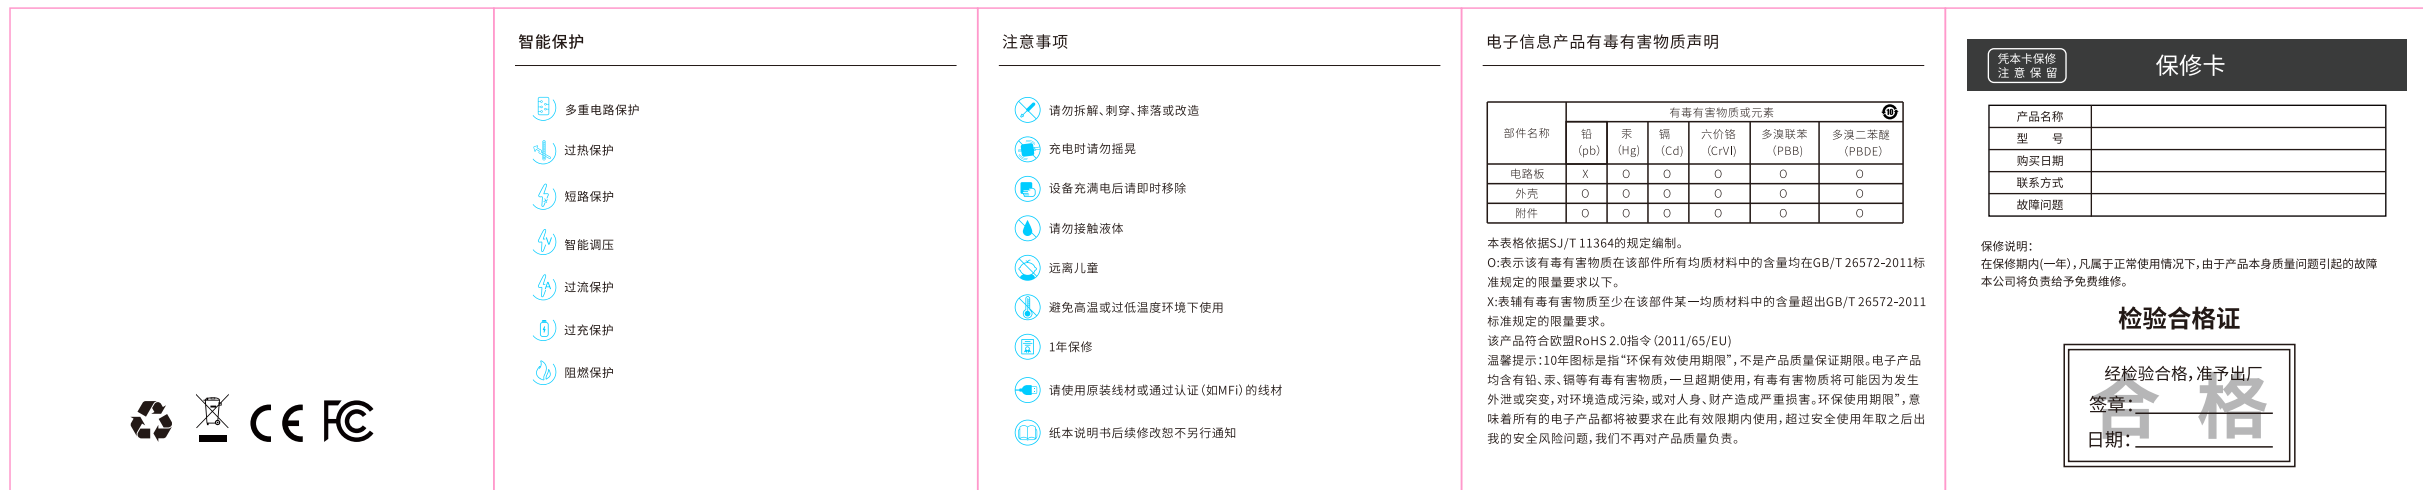 CE FC
智能保护
多重电路保护
过热保护
短路保护
智能调压
过流保护
过充保护
阻燃保护
注意事项
请勿拆解、刺穿、摔落或改造
充电时请勿摇晃
设备充满电后请即时移除
请勿接触液体
远离儿童
避免高温或过低温度环境下使用
1年保修
请使用原装线材或通过认证(如MFi)的线材
纸本说明书后续修改恕不另行通知
电子信息产品有毒有害物质声明
部件名称 有毒有害物质或元素 10
铅 汞 镉 六价铬 多溴联苯 多溴二苯醚
(pb) (Hg) (Cd) (CrVI) (PBB) (PBDE)
电路板 X O O O O O
外壳 O O O O O O
附件 O O O O O O
本表格依据SJ/T 11364的规定编制。
O:表示该有毒有害物质在该部件所有均质材料中的含量均在GB/T 26572-2011标
准规定的限量要求以下。
X:表辅有毒有害物质至少在该部件某一均质材料中的含量超出GB/T 26572-2011
标准规定的限量要求。
该产品符合欧盟RoHS 2.0指令(2011/65/EU)
温馨提示:10年图标是指“环保有效使用期限”,不是产品质量保证期限。电子产品
均含有铅、汞、镉等有毒有害物质,一旦超期使用,有毒有害物质将可能因为发生
外泄或突变,对环境造成污染,或对人身、财产造成严重损害。环保使用期限”,意
味着所有的电子产品都将被要求在此有效限期内使用,超过安全使用年取之后出
我的安全风险问题,我们不再对产品质量负责。
凭本卡保修
注意保留
保修卡
产品名称
型 号
购买日期
联系方式
故障问题
保修说明:
在保修期内(一年),凡属于正常使用情况下,由于产品本身质量问题引起的故障
本公司将负责给予免费维修。
检验合格证
经检验合格,准予出厂
合格
签章:
日期: